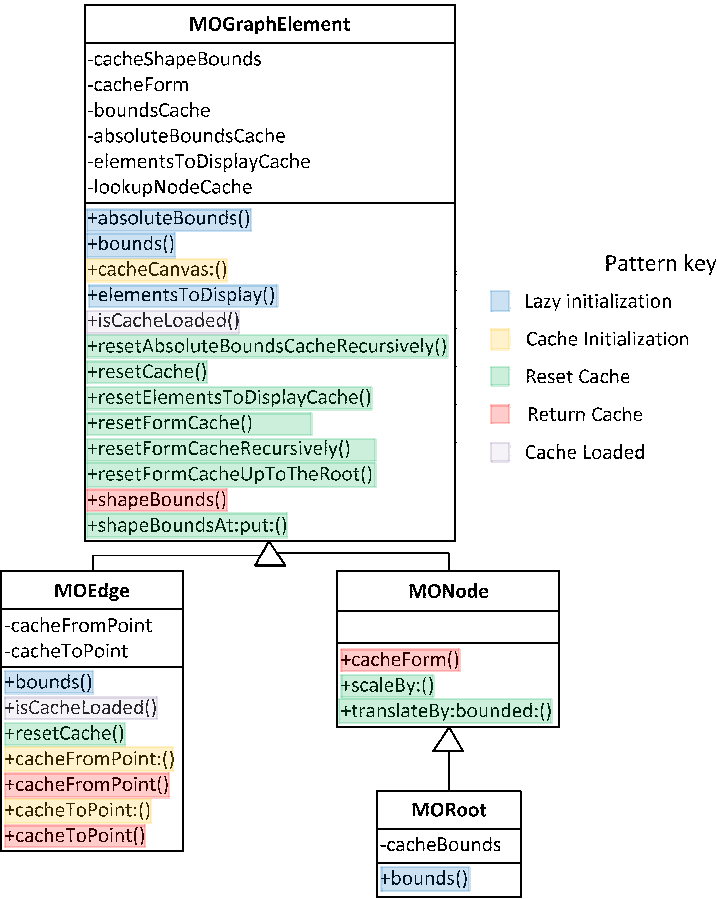 MOGraphElement
-cacheShapeBounds
-cacheForm
-boundsCache
-absoluteBoundsCache
-elementsToDisplayCache
-lookupNodeCache
+absoluteBounds()
+bounds()
+cacheCanvas:()
+elementsToDisplay()
+isCacheLoaded()
+resetAbsoluteBoundsCacheRecursively()
+resetCache()
+resetElementsToDisplayCache()
+resetFormCache()
+resetFormCacheRecursively()
+resetFormCacheUpToTheRoot()
+shapeBounds()
+shapeBoundsAt:put:()
Pattern key
Lazy initialization
Cache Initialization
Reset Cache
Return Cache
Cache Loaded
MOEdge
-cacheFromPoint
-cacheToPoint
+bounds()
+isCacheLoaded()
+resetCache()
+cacheFromPoint:()
+cacheFromPoint()
+cacheToPoint:()
+cacheToPoint()
MONode
+cacheForm()
+scaleBy:()
+translateBy:bounded:()
MORoot
-cacheBounds
+bounds()